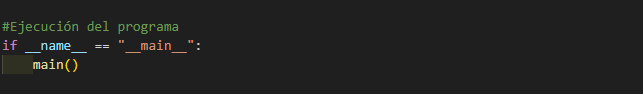 #Ejecución del programa
if __name__ == "__main__":
    main()